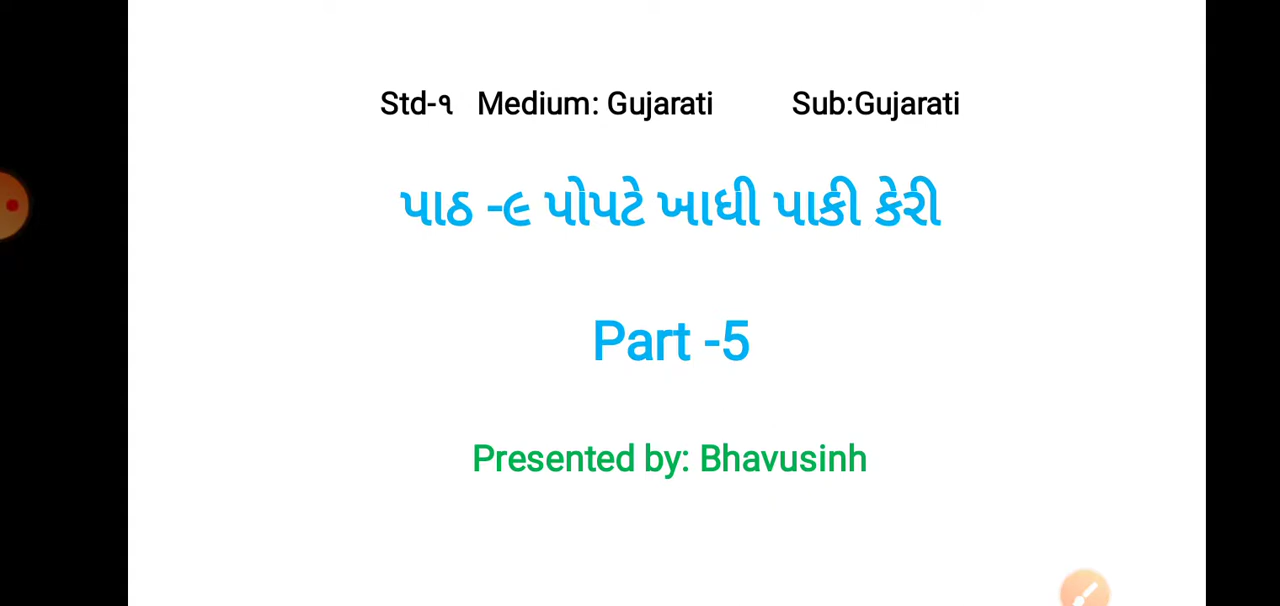 Std-૧ Medium: Gujarati Sub:Gujarati
પાઠ -૯ પોપટે ખાધી પાકી કેરી
Part -5
Presented by: Bhavusinh